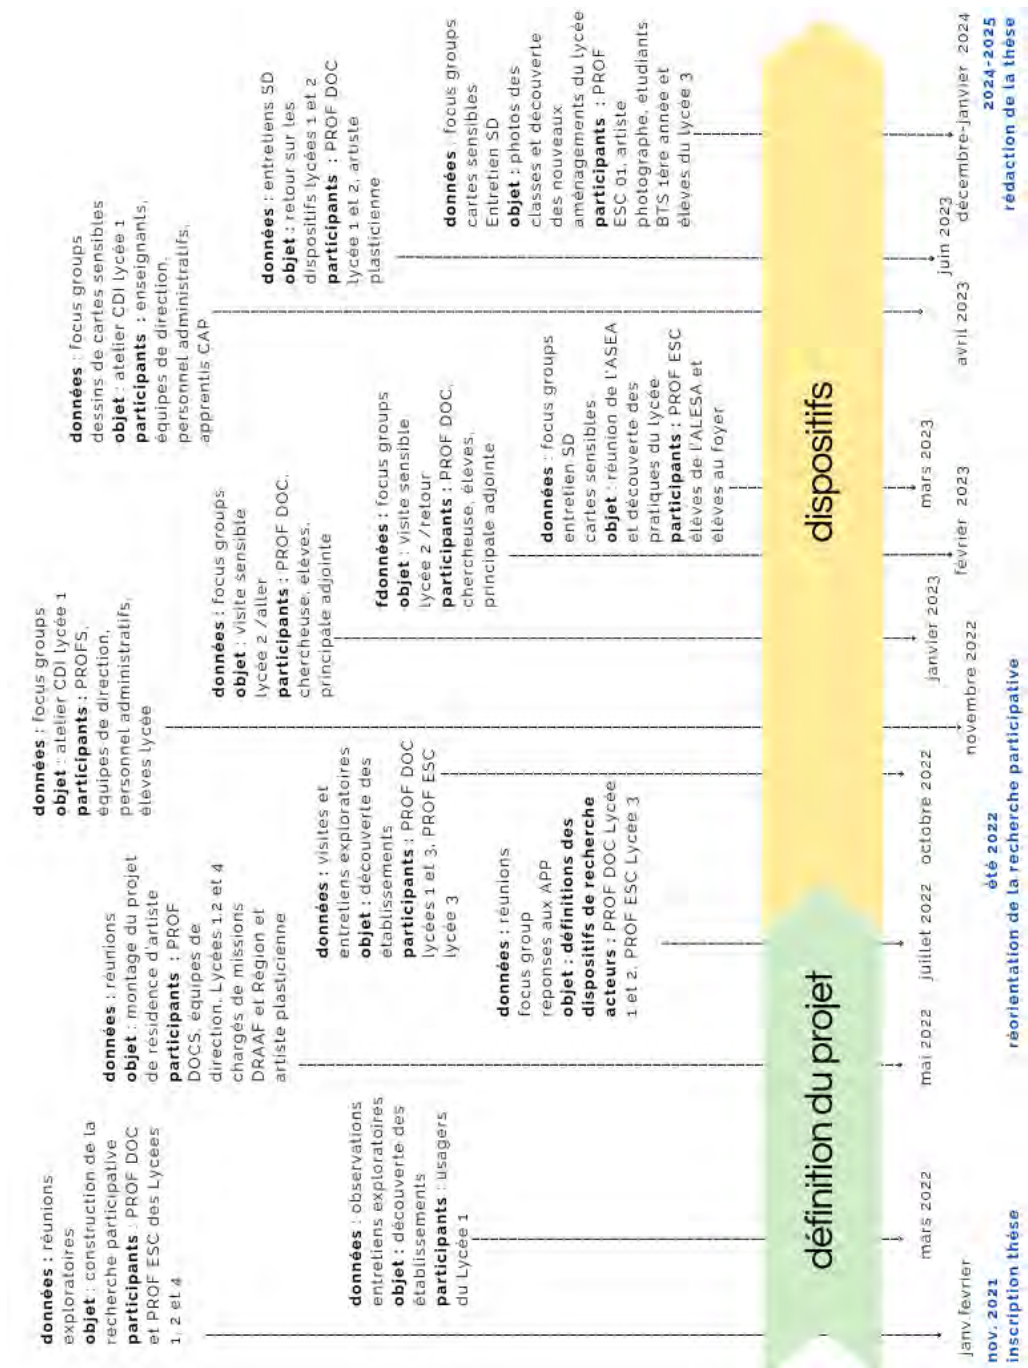 données : réunions
exploratoires
objet : construction de la
recherche participative
participants : PROF DOC
et PROF ESC des Lycées
1, 2 et 4
données : observations
entretiens exploratoires
objet : découverte des
établissements
participants : usagers
du Lycée 1
données : réunions
objet : montage du projet
de résidence d'artiste
participants : PROF
DOCS, équipes de
direction, Lycées 1,2 et 4
chargés de missions
DRAAF et Région et
artiste plasticienne
données : réunions
focus group
réponses aux APP
objet : définitions des
dispositifs de recherche
acteurs : PROF DOC Lycée
1 et 2, PROF ESC Lycée 3
données : visites et
entretiens exploratoires
objet : découverte des
établissements
participants : PROF DOC
lycées 1 et 3, PROF ESC
lycée 3
données : focus groups
objet : atelier CDI lycée 1
participants : PROFS,
équipes de direction,
personnel administratifs,
élèves lycée
données : focus groups
objet : visite sensible
lycée 2 /aller
participants : PROF DOC,
chercheuse, élèves,
principale adjointe
fdonnées : focus groups
objet : visite sensible
lycée 2 /retour
participants : PROF DOC,
chercheuse, élèves,
principale adjointe
données : focus groups
entretien SD
cartes sensibles
objet : réunion de l'ASEA
et découverte des
pratiques du lycée
participants : PROF ESC
élèves de l'ALESA et
élèves au foyer
données : focus groups
dessins de cartes sensibles
objet : atelier CDI lycée 1
participants : enseignants,
équipes de direction,
personnel administratifs,
apprentis CAP
données : entretiens SD
objet : retour sur les
dispositifs lycées 1 et 2
participants : PROF DOC
lycée 1 et 2, artiste
plasticienne
données : focus groups
cartes sensibles
Entretien SD
objet : photos des
classes et découverte
des nouveaux
aménagements du lycée
participants : PROF
ESC 01, artiste
photographe, étudiants
BTS 1ère année et
élèves du lycée 3
définition du projet
dispositifs
janv.fevrier
mars 2022
mai 2022
juillet 2022
octobre 2022
novembre 2022
janvier 2023
février 2023
mars 2023
avril 2023
juin 2023
décembre-janvier 2024
nov. 2021
inscription thèse
été 2022
réorientation de la recherche participative
2024-2025
rédaction de la thèse